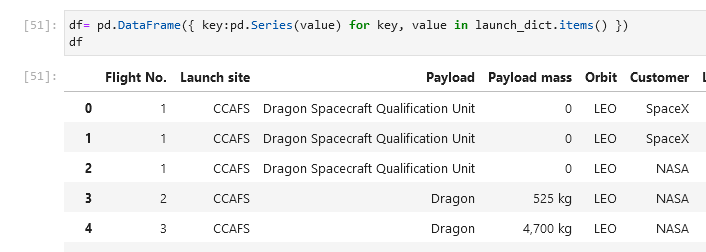 [51]: df= pd.DataFrame({ key:pd.Series(value) for key, value in launch_dict.items() })
df
[51]: Flight No. Launch site Payload Payload mass Orbit Customer
0 1 CCAFS Dragon Spacecraft Qualification Unit 0 LEO SpaceX
1 1 CCAFS Dragon Spacecraft Qualification Unit 0 LEO SpaceX
2 1 CCAFS Dragon Spacecraft Qualification Unit 0 LEO NASA
3 2 CCAFS Dragon 525 kg LEO NASA
4 3 CCAFS Dragon 4,700 kg LEO NASA